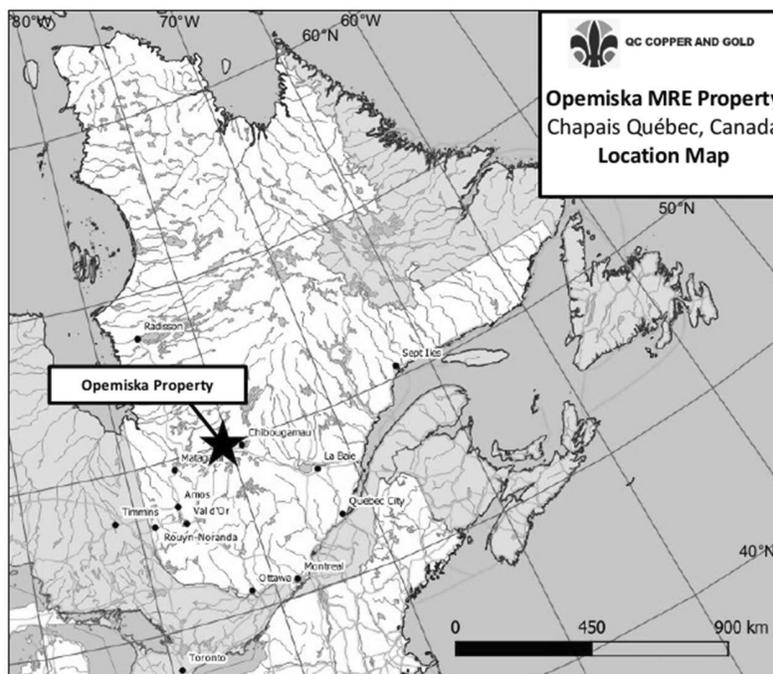 80°W
70°W
60°W
60°N
QC COPPER AND GOLD
Opemiska MRE Property
Chapais Québec, Canada
Location Map
50°N
Radisson
Sept Iles
Opemiska Property
Chibougamau
Matag
La Baie
Amos
Val d'Or
Quebec City
Timmins
Rouyn-Noranda
40°N
Ottawa
Montreal
0 450 900 km
Toronto